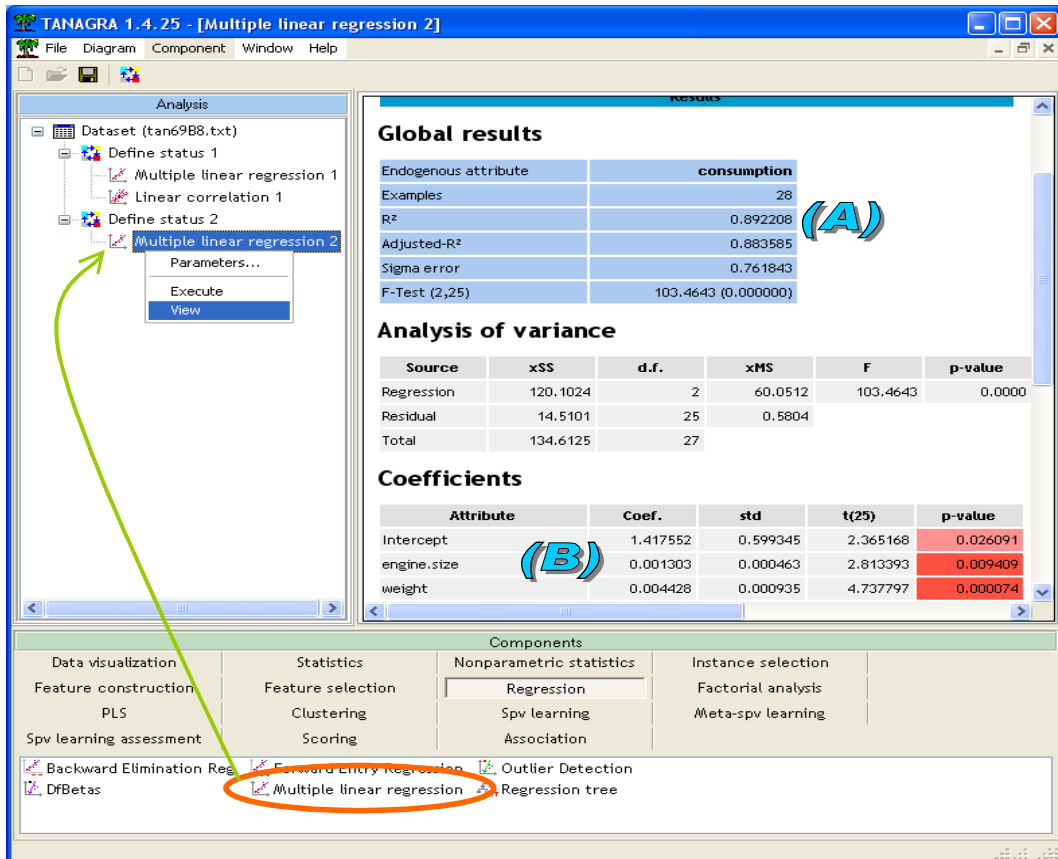 TANAGRA 1.4.25 - [Multiple linear regression 2]
File Diagram Component Window Help
Analysis
Dataset (tan69B8.txt)
Define status 1
Multiple linear regression 1
Linear correlation 1
Define status 2
Multiple linear regression 2
Parameters...
Execute
View
Results
Global results
Endogenous attribute consumption
Examples 28
R² 0.892208
Adjusted-R² 0.883585
Sigma error 0.761843
F-Test (2,25) 103.4643 (0.000000)
(A)
Analysis of variance
Source xSS d.f. xMS F p-value
Regression 120.1024 2 60.0512 103.4643 0.0000
Residual 14.5101 25 0.5804
Total 134.6125 27
Coefficients
Attribute Coef. std t(25) p-value
Intercept 1.417552 0.599345 2.365168 0.026091
engine.size 0.001303 0.000463 2.813393 0.009409
weight 0.004428 0.000935 4.737797 0.000074
(B)
Components
Data visualization Statistics Nonparametric statistics Instance selection
Feature construction Feature selection Regression Factorial analysis
PLS Clustering Spv learning Meta-spv learning
Spv learning assessment Scoring Association
Backward Elimination Reg Forward Entry Regression Outlier Detection
DfBetas Multiple linear regression Regression tree